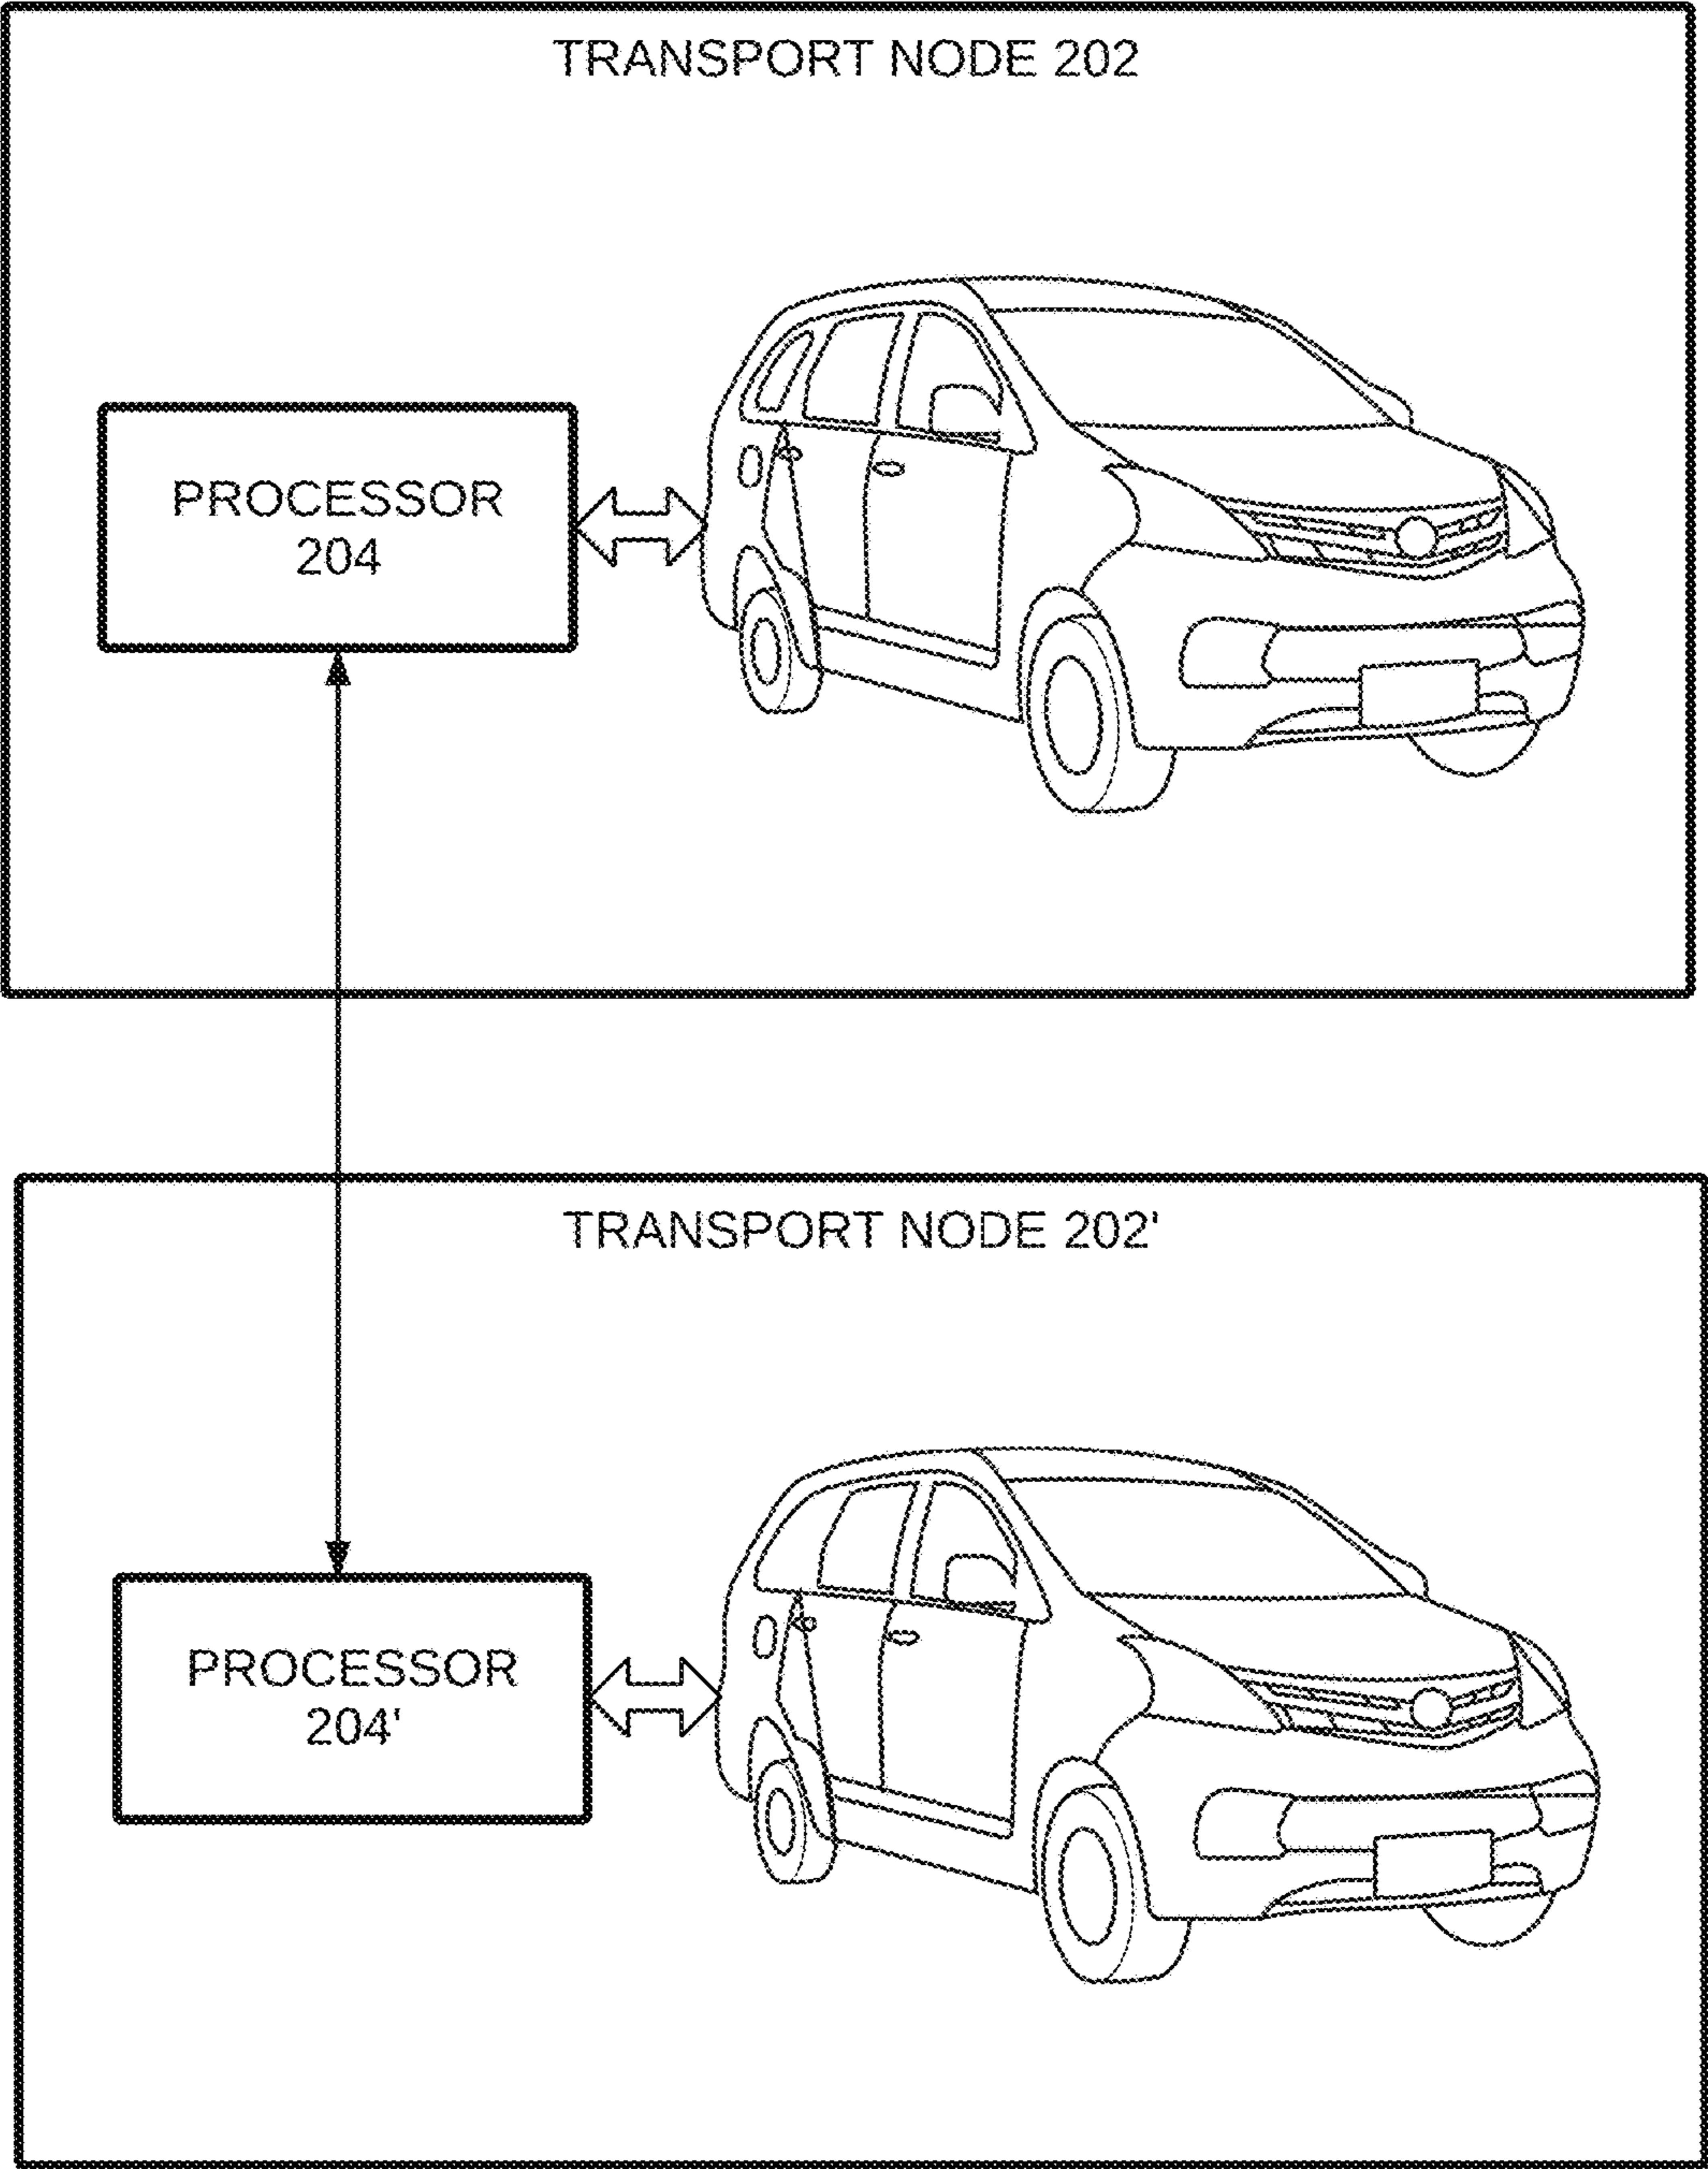 TRANSPORT NODE 202
PROCESSOR
204
TRANSPORT NODE 202'
PROCESSOR
204'